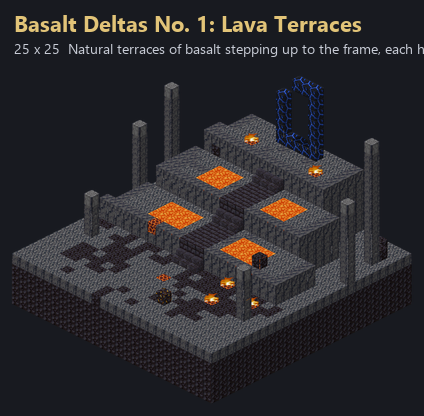 Basalt Deltas No. 1: Lava Terraces
25 x 25 Natural terraces of basalt stepping up to the frame, each